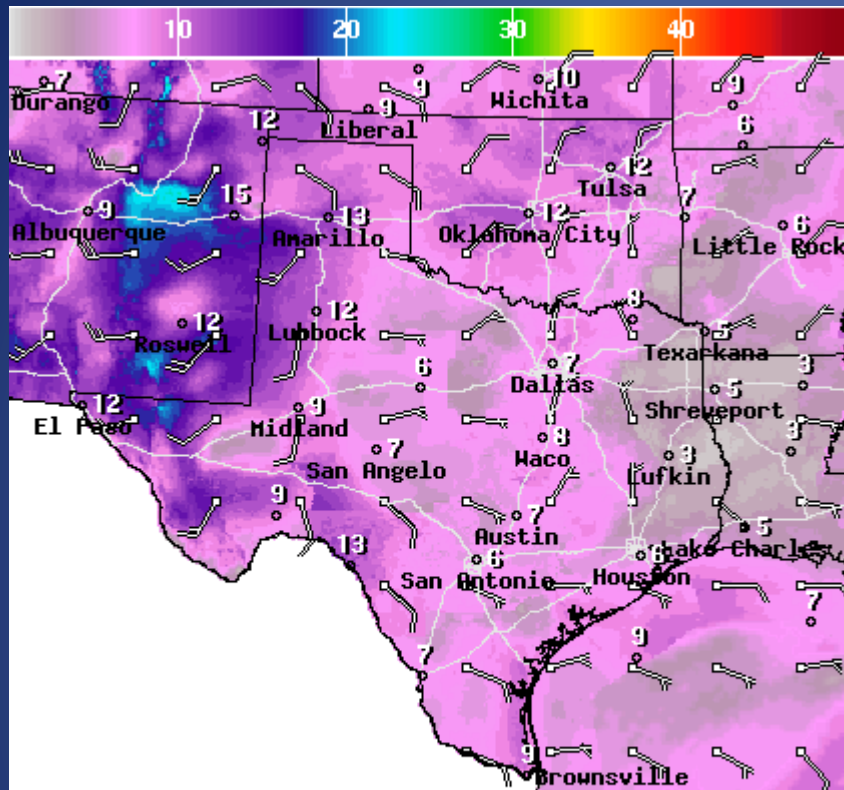 10 20 30 40
7 9 10 9
Durango Wichita
9
Liberal
12 6
12
Tulsa
9 15 13 12 7 6
Albuquerque Amarillo Oklahoma City Little Rock
12 12 8 5
Roswell Lubbock Texarkana
7
6 Dallas 5 3
12 9 Shreveport
El Paso Midland
7 8 3 3
San Angelo Waco Lufkin
9 7 5
Austin
13 6 6 Lake Charles
San Antonio Houston
7
9
7
9
Brownsville